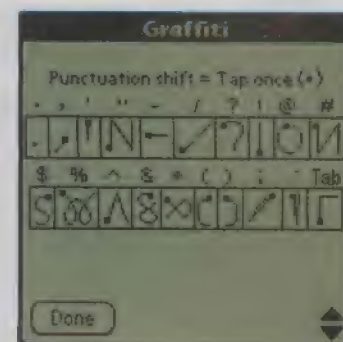 Graffiti
Punctuation shift = Tap once (•)
. , ' " - / ? ! @ #
$ % ^ & * ( ) ; ` Tab
Done